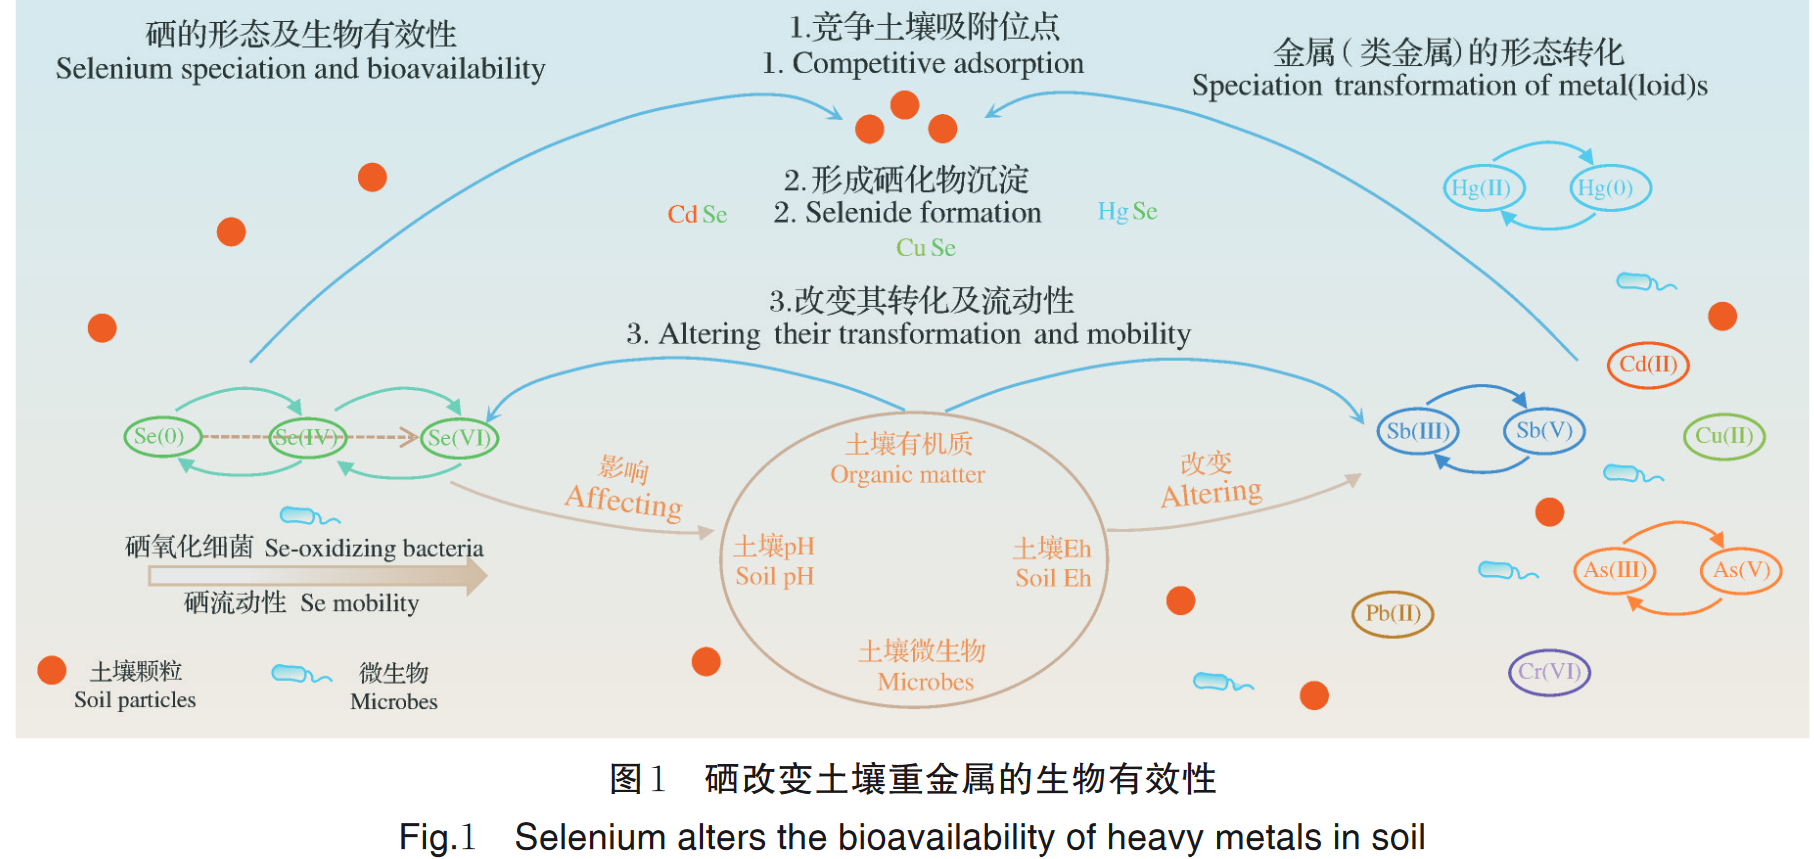 硒的形态及生物有效性
Selenium speciation and bioavailability
1.竞争土壤吸附位点
1. Competitive adsorption
金属(类金属)的形态转化
Speciation transformation of metal(loid)s
Hg(II)
Hg(0)
2.形成硒化物沉淀
Cd Se
2. Selenide formation
Hg Se
Cu Se
3.改变其转化及流动性
3. Altering their transformation and mobility
Cd(II)
Se(0)
Se(IV)
Se(VI)
Sb(III)
Sb(V)
Cu(II)
影响
Affecting
土壤有机质
Organic matter
土壤pH
Soil pH
土壤Eh
Soil Eh
土壤微生物
Microbes
改变
Altering
硒氧化细菌 Se-oxidizing bacteria
硒流动性 Se mobility
As(III)
As(V)
Pb(II)
Cr(VI)
土壤颗粒
Soil particles
微生物
Microbes
图1 硒改变土壤重金属的生物有效性
Fig.1 Selenium alters the bioavailability of heavy metals in soil